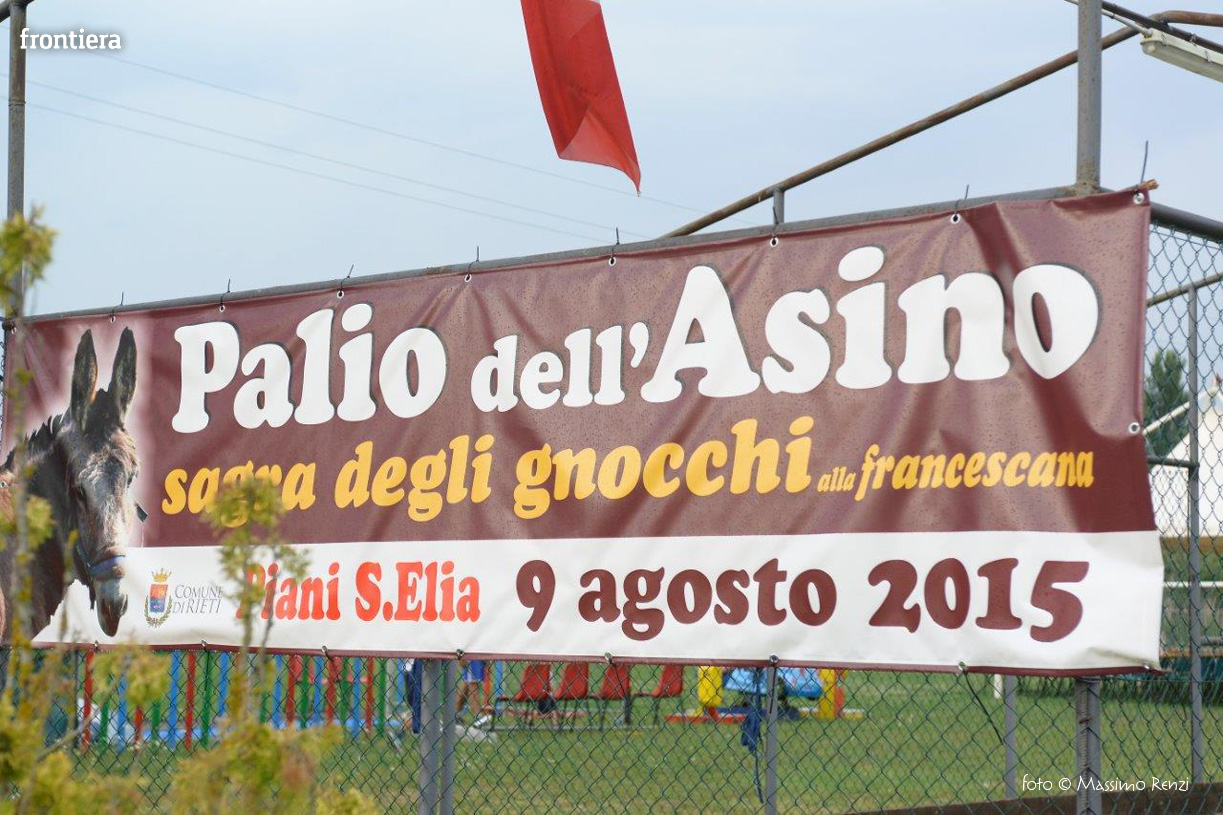 frontiera
Palio dell'Asino
sagra degli gnocchi alla francescana
COMUNE
DI RIETI
Piani S.Elia 9 agosto 2015
foto © Massimo Renzi